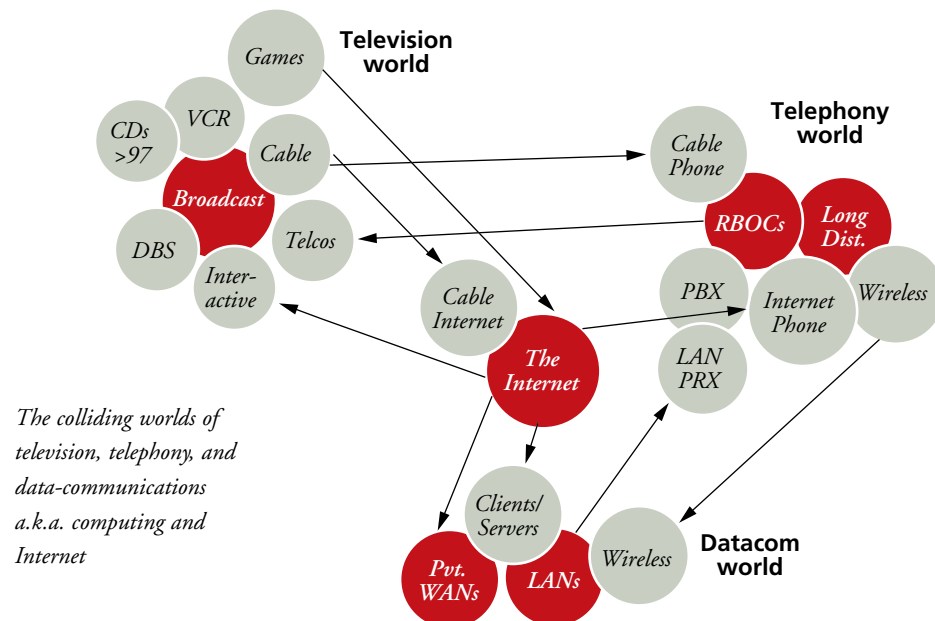 Games
Television
world
VCR
CDs
>97
Cable
Broadcast
DBS
Inter-
active
Telcos
Telephony
world
Cable
Phone
RBOCs
Long
Dist.
PBX
Internet
Phone
Wireless
LAN
PRX
Cable
Internet
The
Internet
The colliding worlds of
television, telephony, and
data-communications
a.k.a. computing and
Internet
Clients/
Servers
Pvt.
WANs
LANs
Wireless
Datacom
world